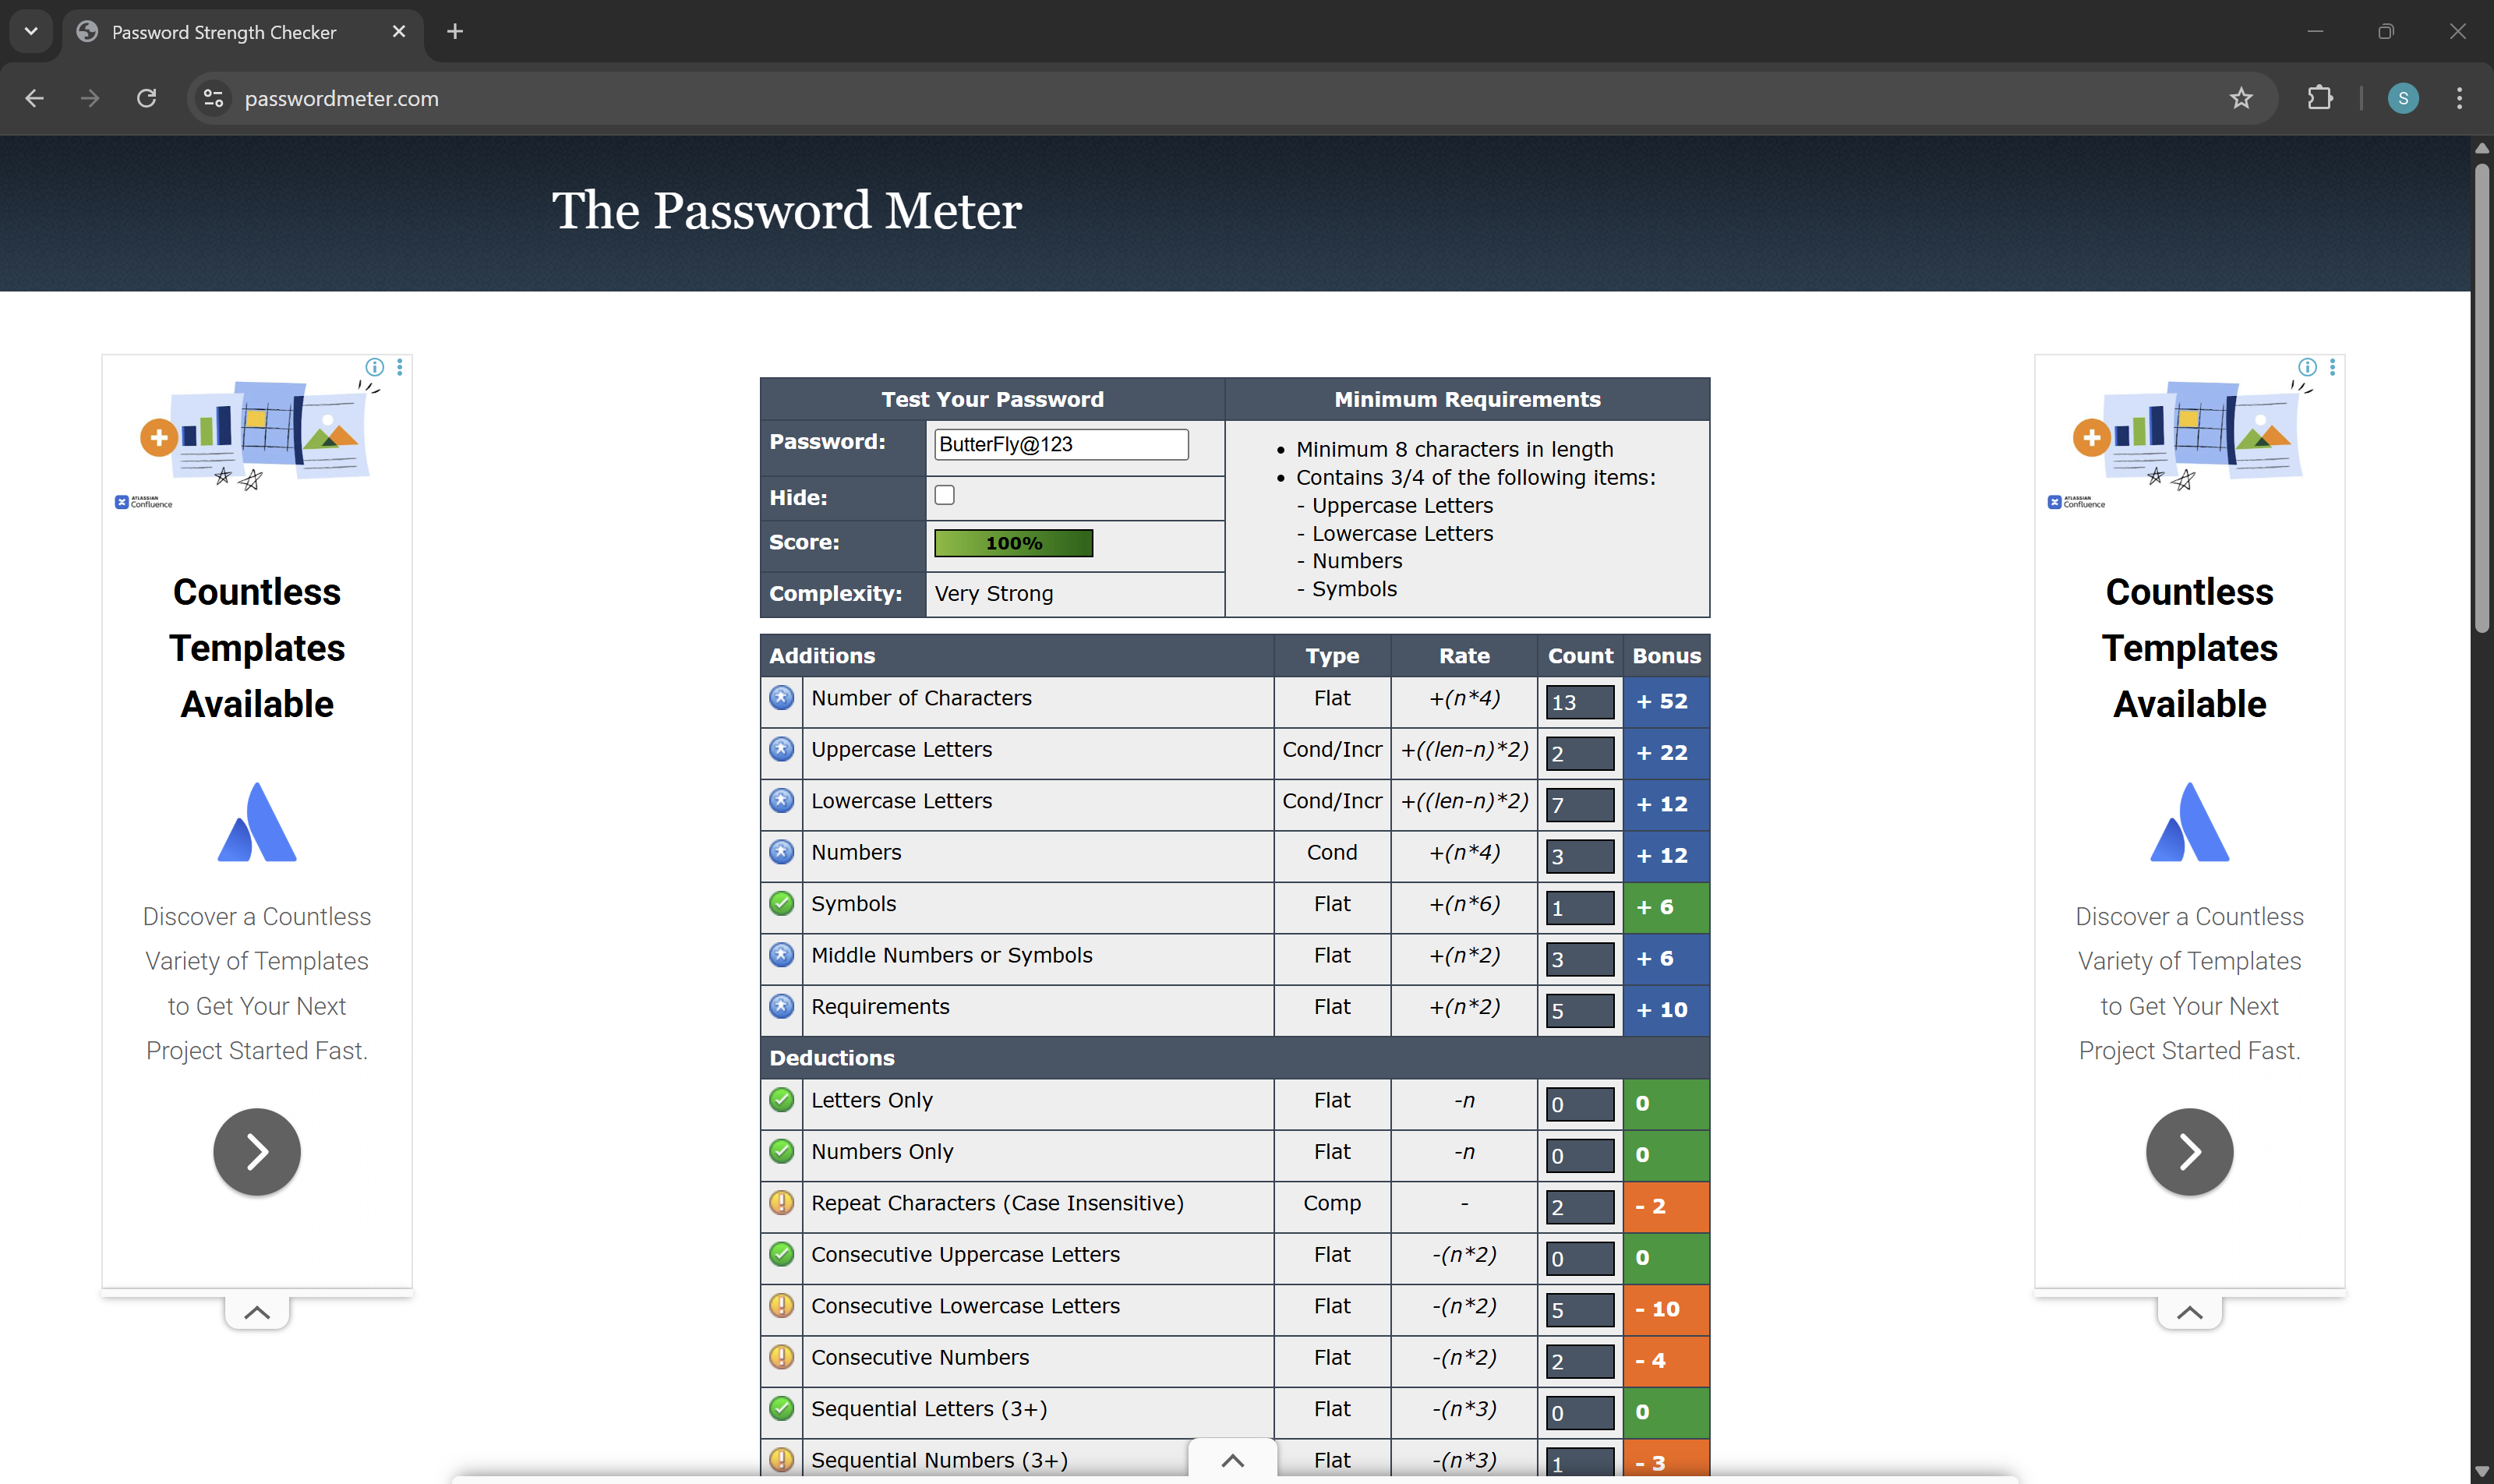 Password Strength Checker
passwordmeter.com
S
The Password Meter
ATLASSIAN
Confluence
Countless
Templates
Available
Discover a Countless
Variety of Templates
to Get Your Next
Project Started Fast.
Test Your Password Minimum Requirements
Password: ButterFly@123
Hide:
Score: 100%
Complexity: Very Strong
• Minimum 8 characters in length
• Contains 3/4 of the following items:
- Uppercase Letters
- Lowercase Letters
- Numbers
- Symbols
Additions Type Rate Count Bonus
Number of Characters Flat +(n*4) 13 + 52
Uppercase Letters Cond/Incr +((len-n)*2) 2 + 22
Lowercase Letters Cond/Incr +((len-n)*2) 7 + 12
Numbers Cond +(n*4) 3 + 12
Symbols Flat +(n*6) 1 + 6
Middle Numbers or Symbols Flat +(n*2) 3 + 6
Requirements Flat +(n*2) 5 + 10
Deductions
Letters Only Flat -n 0 0
Numbers Only Flat -n 0 0
Repeat Characters (Case Insensitive) Comp - 2 - 2
Consecutive Uppercase Letters Flat -(n*2) 0 0
Consecutive Lowercase Letters Flat -(n*2) 5 - 10
Consecutive Numbers Flat -(n*2) 2 - 4
Sequential Letters (3+) Flat -(n*3) 0 0
Sequential Numbers (3+) Flat -(n*3) 1 - 3
ATLASSIAN
Confluence
Countless
Templates
Available
Discover a Countless
Variety of Templates
to Get Your Next
Project Started Fast.